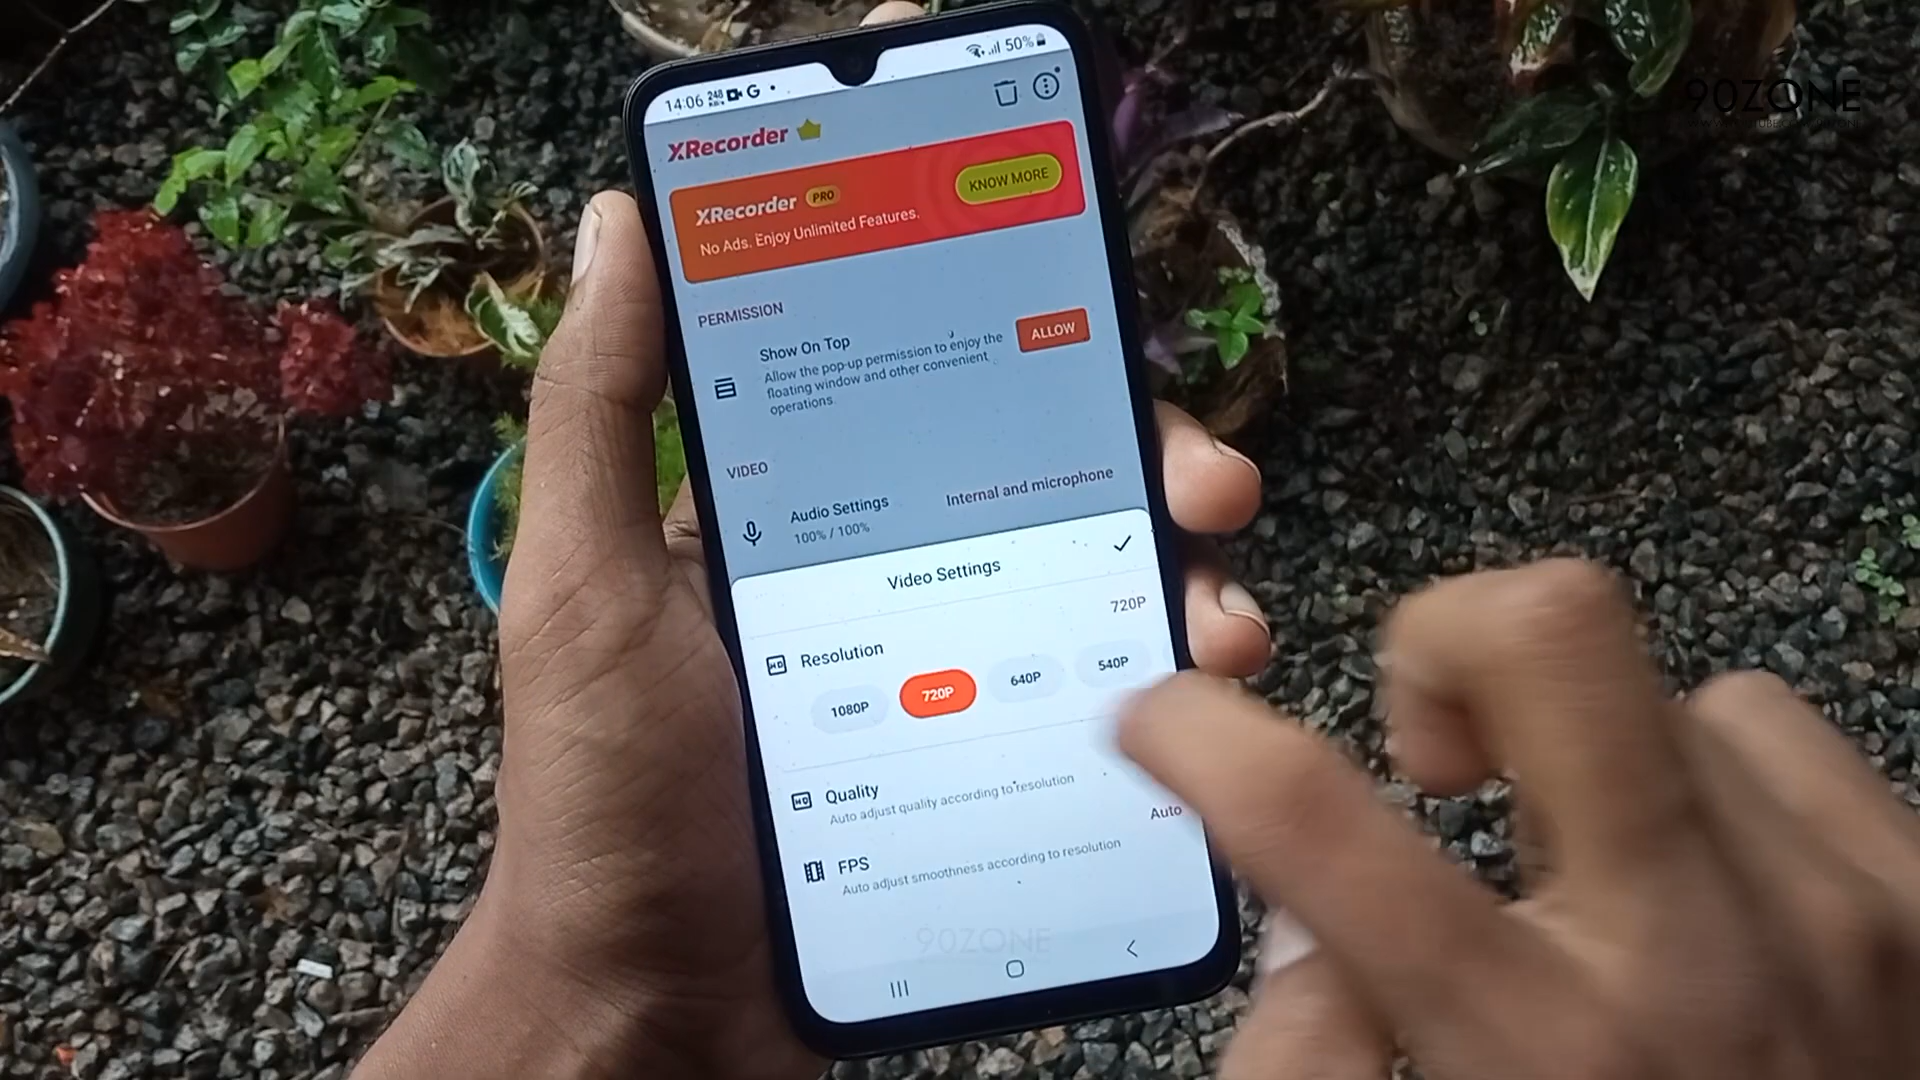 14:06 248 KB/s G • 50%
XRecorder
XRecorder PRO
No Ads. Enjoy Unlimited Features.
KNOW MORE
PERMISSION
Show On Top
Allow the pop-up permission to enjoy the
floating window and other convenient
operations.
ALLOW
VIDEO
Audio Settings
100% / 100%
Internal and microphone
Video Settings
720P
Resolution
1080P 720P 640P 540P
Quality
Auto adjust quality according to resolution
Auto
FPS
Auto adjust smoothness according to resolution
90ZONE
90ZONE